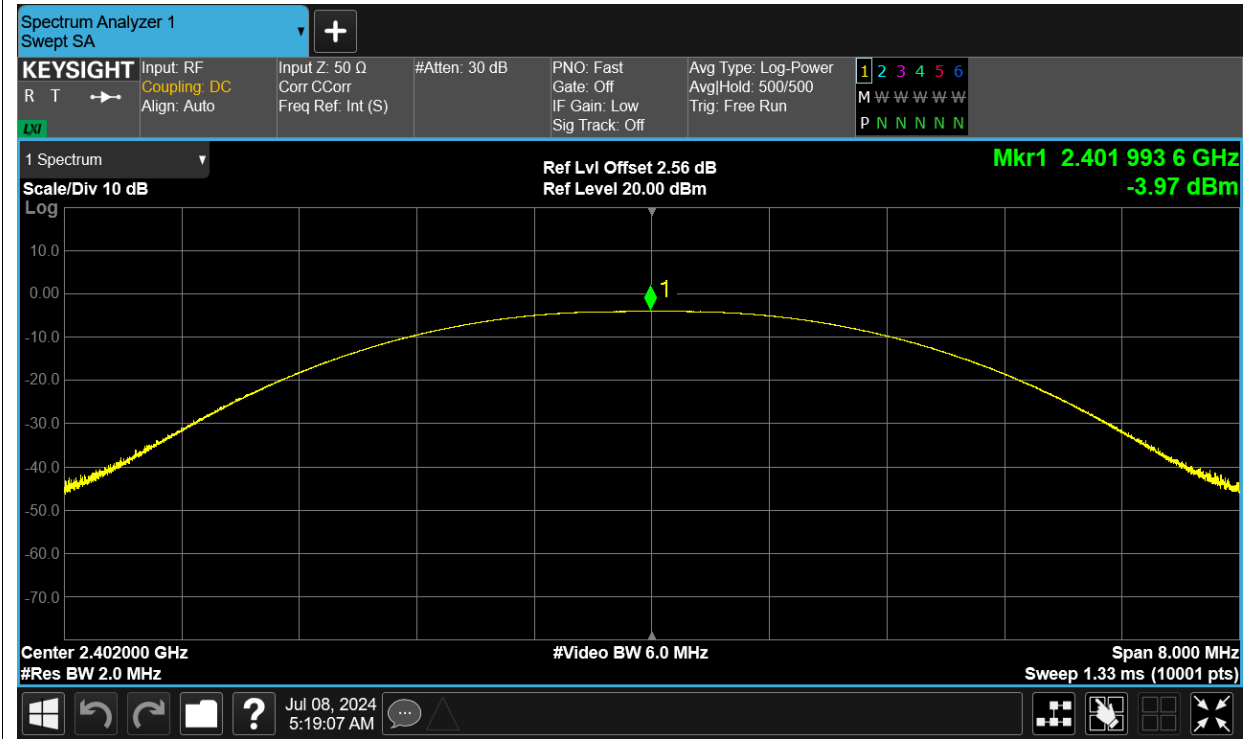 Spectrum Analyzer 1
Swept SA
KEYSIGHT
R T
LXI
Input: RF
Coupling: DC
Align: Auto
Input Z: 50 Ω
Corr CCorr
Freq Ref: Int (S)
#Atten: 30 dB
PNO: Fast
Gate: Off
IF Gain: Low
Sig Track: Off
Avg Type: Log-Power
Avg|Hold: 500/500
Trig: Free Run
1 2 3 4 5 6
M W W W W W
P N N N N N
1 Spectrum
Scale/Div 10 dB
Log
Ref Lvl Offset 2.56 dB
Ref Level 20.00 dBm
Mkr1 2.401 993 6 GHz
-3.97 dBm
10.0
0.00
-10.0
-20.0
-30.0
-40.0
-50.0
-60.0
-70.0
1
Center 2.402000 GHz
#Res BW 2.0 MHz
#Video BW 6.0 MHz
Span 8.000 MHz
Sweep 1.33 ms (10001 pts)
?
Jul 08, 2024
5:19:07 AM